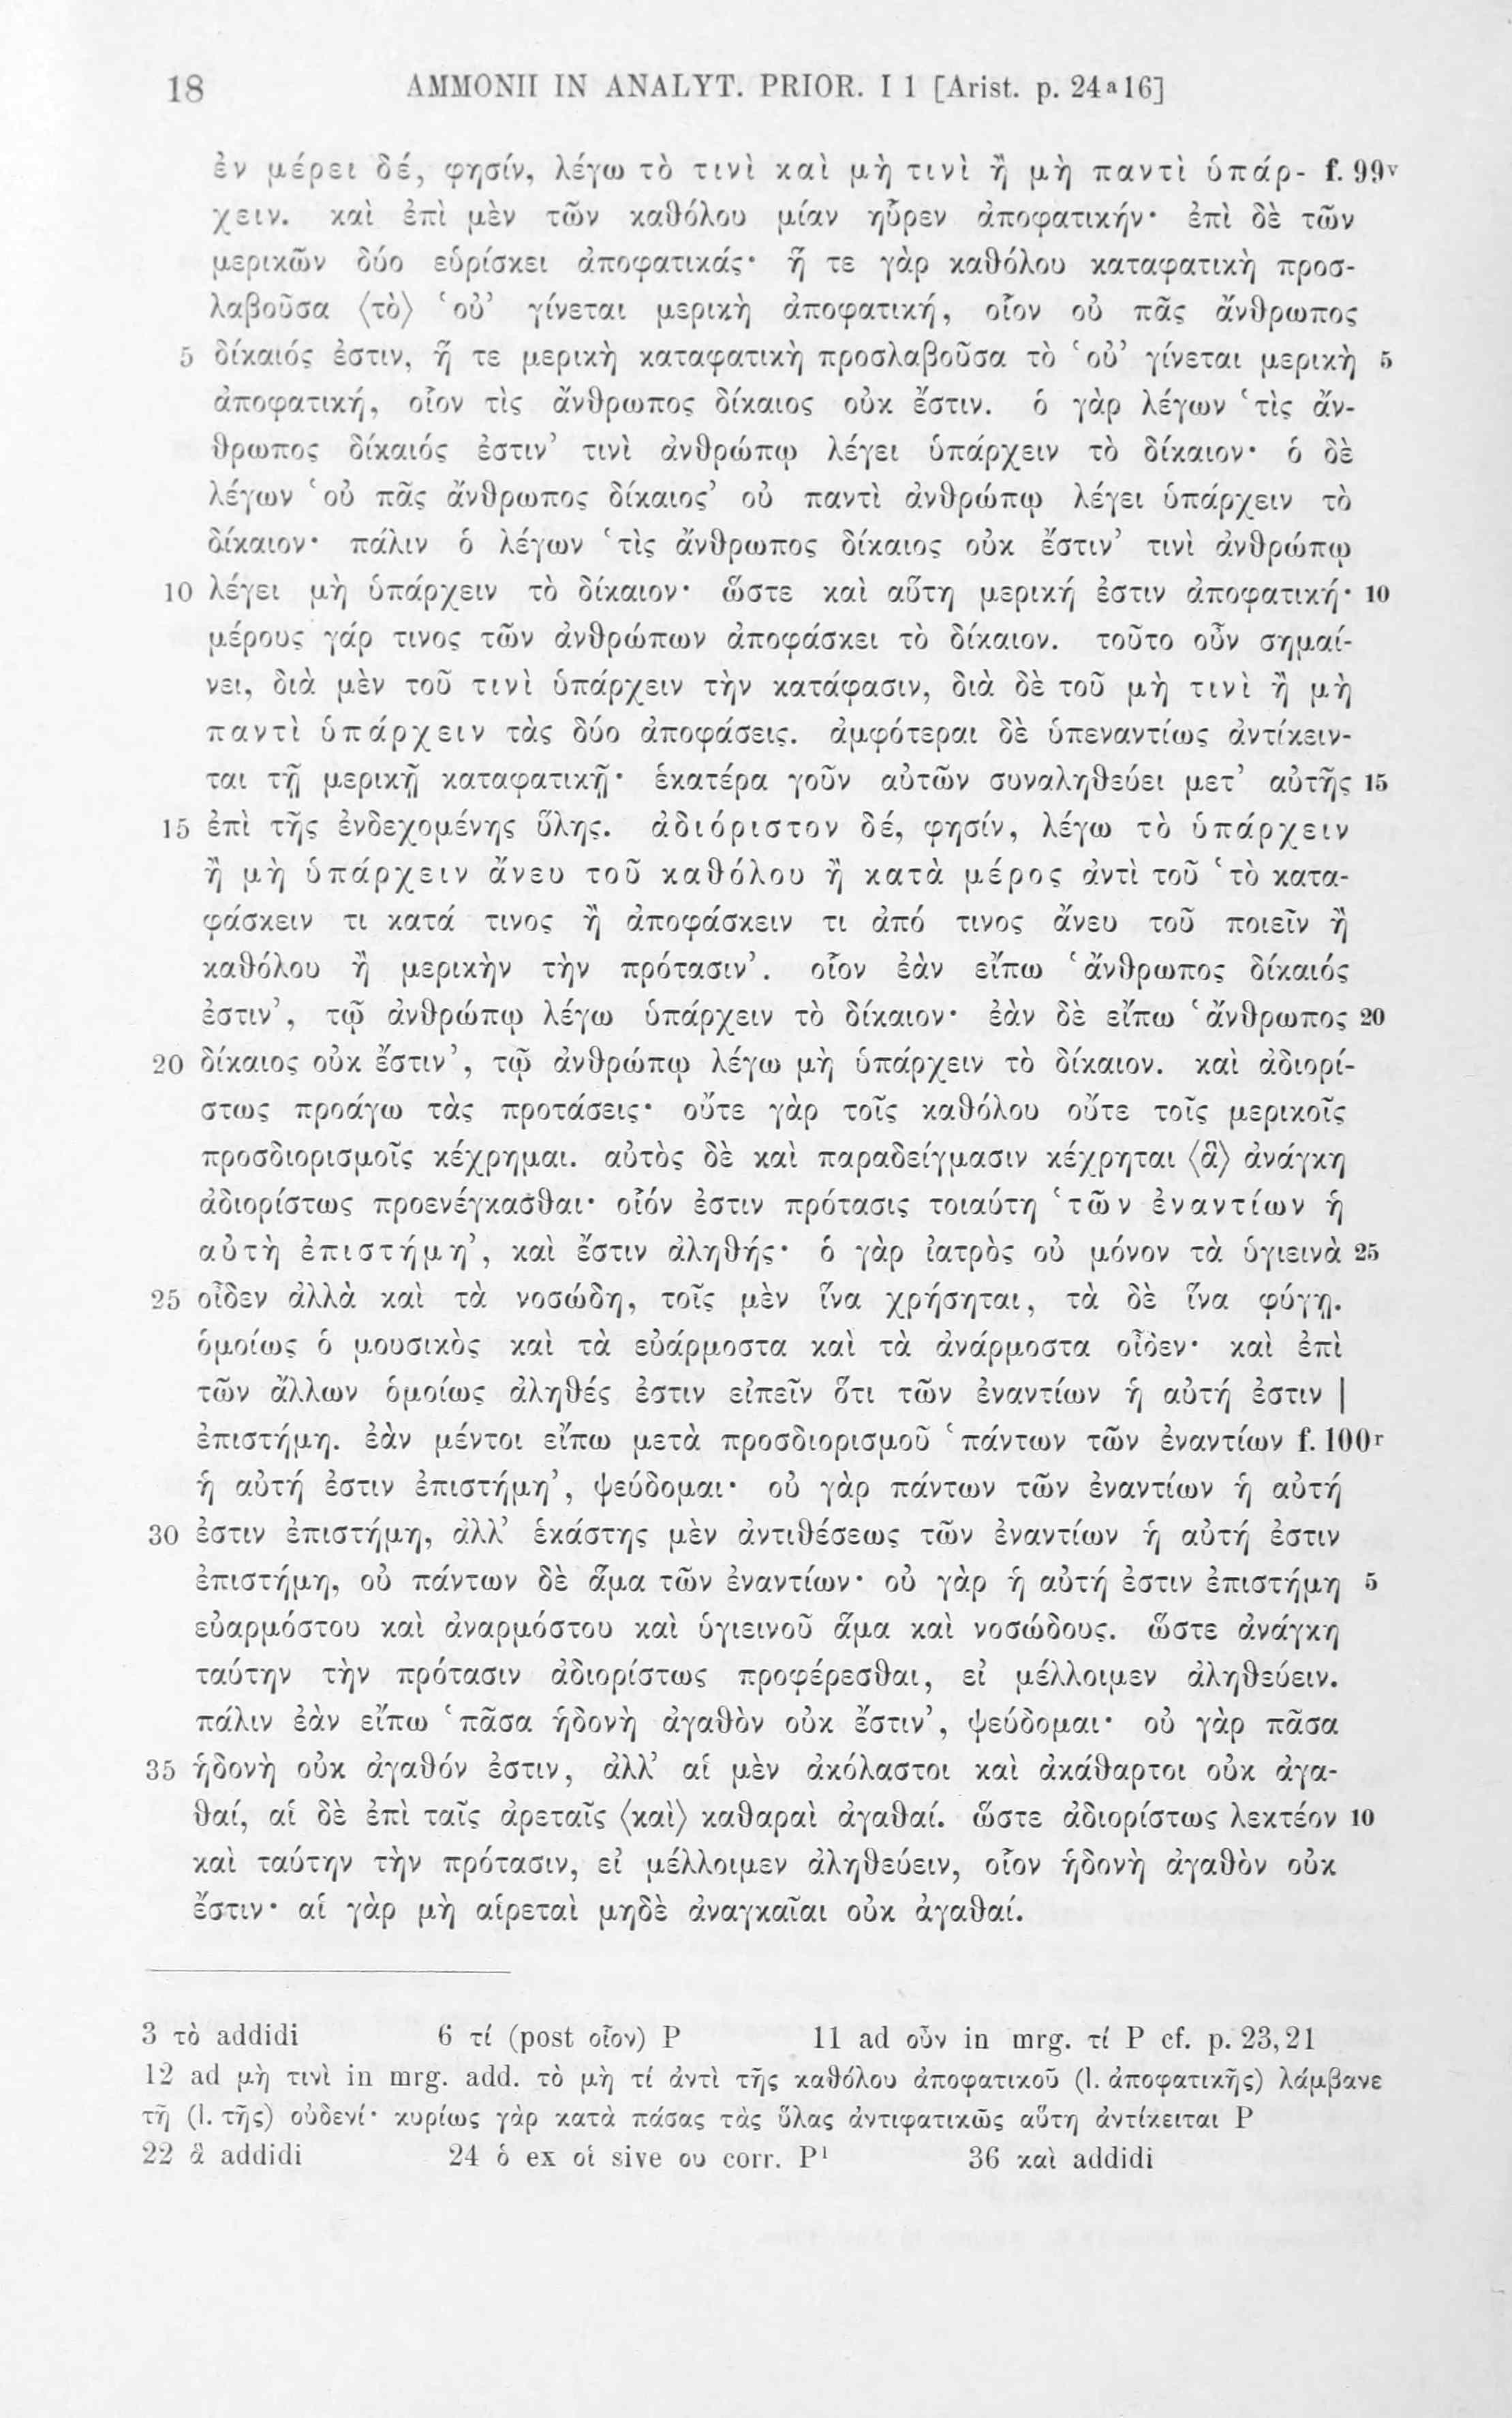 18 AMMONII IN ANALYT. PRIOR. I 1 [Arist. p. 24ᵃ16]
ἐν μέρει δέ, φησίν, λέγω τὸ τινὶ καὶ μὴ τινὶ ἢ μὴ παντὶ ὑπάρ- f. 99ᵛ
χειν. καὶ ἐπὶ μὲν τῶν καθόλου μίαν ηὗρεν ἀποφατικήν· ἐπὶ δὲ τῶν
μερικῶν δύο εὑρίσκει ἀποφατικάς· ἥ τε γὰρ καθόλου καταφατικὴ προσ-
λαβοῦσα ⟨τὸ⟩ ‘οὐ’ γίνεται μερικὴ ἀποφατική, οἷον οὐ πᾶς ἄνθρωπος
5 δίκαιός ἐστιν, ἥ τε μερικὴ καταφατικὴ προσλαβοῦσα τὸ ‘οὐ’ γίνεται μερικὴ 5
ἀποφατική, οἷον τὶς ἄνθρωπος δίκαιος οὐκ ἔστιν. ὁ γὰρ λέγων ‘τὶς ἄν-
θρωπος δίκαιός ἐστιν’ τινὶ ἀνθρώπῳ λέγει ὑπάρχειν τὸ δίκαιον· ὁ δὲ
λέγων ‘οὐ πᾶς ἄνθρωπος δίκαιος’ οὐ παντὶ ἀνθρώπῳ λέγει ὑπάρχειν τὸ
δίκαιον· πάλιν ὁ λέγων ‘τὶς ἄνθρωπος δίκαιος οὐκ ἔστιν’ τινὶ ἀνθρώπῳ
10 λέγει μὴ ὑπάρχειν τὸ δίκαιον· ὥστε καὶ αὕτη μερική ἐστιν ἀποφατική· 10
μέρους γάρ τινος τῶν ἀνθρώπων ἀποφάσκει τὸ δίκαιον. τοῦτο οὖν σημαί-
νει, διὰ μὲν τοῦ τινὶ ὑπάρχειν τὴν κατάφασιν, διὰ δὲ τοῦ μὴ τινὶ ἢ μὴ
παντὶ ὑπάρχειν τὰς δύο ἀποφάσεις. ἀμφότεραι δὲ ὑπεναντίως ἀντίκειν-
ται τῇ μερικῇ καταφατικῇ· ἑκατέρα γοῦν αὐτῶν συναληθεύει μετ’ αὐτῆς 15
15 ἐπὶ τῆς ἐνδεχομένης ὕλης. ἀδιόριστον δέ, φησίν, λέγω τὸ ὑπάρχειν
ἢ μὴ ὑπάρχειν ἄνευ τοῦ καθόλου ἢ κατὰ μέρος ἀντὶ τοῦ ‘τὸ κατα-
φάσκειν τι κατά τινος ἢ ἀποφάσκειν τι ἀπό τινος ἄνευ τοῦ ποιεῖν ἢ
καθόλου ἢ μερικὴν τὴν πρότασιν’. οἷον ἐὰν εἴπω ‘ἄνθρωπος δίκαιός
ἐστιν’, τῷ ἀνθρώπῳ λέγω ὑπάρχειν τὸ δίκαιον· ἐὰν δὲ εἴπω ‘ἄνθρωπος 20
20 δίκαιος οὐκ ἔστιν’, τῷ ἀνθρώπῳ λέγω μὴ ὑπάρχειν τὸ δίκαιον. καὶ ἀδιορί-
στως προάγω τὰς προτάσεις· οὔτε γὰρ τοῖς καθόλου οὔτε τοῖς μερικοῖς
προσδιορισμοῖς κέχρημαι. αὐτὸς δὲ καὶ παραδείγμασιν κέχρηται ⟨ἃ⟩ ἀνάγκη
ἀδιορίστως προενέγκασθαι· οἷόν ἐστιν πρότασις τοιαύτη ‘τῶν ἐναντίων ἡ
αὐτὴ ἐπιστήμη’, καὶ ἔστιν ἀληθής· ὁ γὰρ ἰατρὸς οὐ μόνον τὰ ὑγιεινὰ 25
25 οἶδεν ἀλλὰ καὶ τὰ νοσώδη, τοῖς μὲν ἵνα χρήσηται, τὰ δὲ ἵνα φύγῃ.
ὁμοίως ὁ μουσικὸς καὶ τὰ εὐάρμοστα καὶ τὰ ἀνάρμοστα οἶδεν· καὶ ἐπὶ
τῶν ἄλλων ὁμοίως ἀληθές ἐστιν εἰπεῖν ὅτι τῶν ἐναντίων ἡ αὐτή ἐστιν |
ἐπιστήμη. ἐὰν μέντοι εἴπω μετὰ προσδιορισμοῦ ‘πάντων τῶν ἐναντίων f. 100ʳ
ἡ αὐτή ἐστιν ἐπιστήμη’, ψεύδομαι· οὐ γὰρ πάντων τῶν ἐναντίων ἡ αὐτή
30 ἐστιν ἐπιστήμη, ἀλλ’ ἑκάστης μὲν ἀντιθέσεως τῶν ἐναντίων ἡ αὐτή ἐστιν
ἐπιστήμη, οὐ πάντων δὲ ἅμα τῶν ἐναντίων· οὐ γὰρ ἡ αὐτή ἐστιν ἐπιστήμη 5
εὐαρμόστου καὶ ἀναρμόστου καὶ ὑγιεινοῦ ἅμα καὶ νοσώδους. ὥστε ἀνάγκη
ταύτην τὴν πρότασιν ἀδιορίστως προφέρεσθαι, εἰ μέλλοιμεν ἀληθεύειν.
πάλιν ἐὰν εἴπω ‘πᾶσα ἡδονὴ ἀγαθὸν οὐκ ἔστιν’, ψεύδομαι· οὐ γὰρ πᾶσα
35 ἡδονὴ οὐκ ἀγαθόν ἐστιν, ἀλλ’ αἱ μὲν ἀκόλαστοι καὶ ἀκάθαρτοι οὐκ ἀγα-
θαί, αἱ δὲ ἐπὶ ταῖς ἀρεταῖς ⟨καὶ⟩ καθαραὶ ἀγαθαί. ὥστε ἀδιορίστως λεκτέον 10
καὶ ταύτην τὴν πρότασιν, εἰ μέλλοιμεν ἀληθεύειν, οἷον ἡδονὴ ἀγαθὸν οὐκ
ἔστιν· αἱ γὰρ μὴ αἱρεταὶ μηδὲ ἀναγκαῖαι οὐκ ἀγαθαί.
3 τὸ addidi 6 τί (post οἷον) P 11 ad οὖν in mrg. τί P cf. p. 23,21
12 ad μὴ τινὶ in mrg. add. τὸ μὴ τί ἀντὶ τῆς καθόλου ἀποφατικοῦ (l. ἀποφατικῆς) λάμβανε
τῇ (l. τῆς) οὐδενί· κυρίως γὰρ κατὰ πάσας τὰς ὕλας ἀντιφατικῶς αὕτη ἀντίκειται P
22 ἃ addidi 24 ὁ ex οἱ sive ου corr. P¹ 36 καὶ addidi